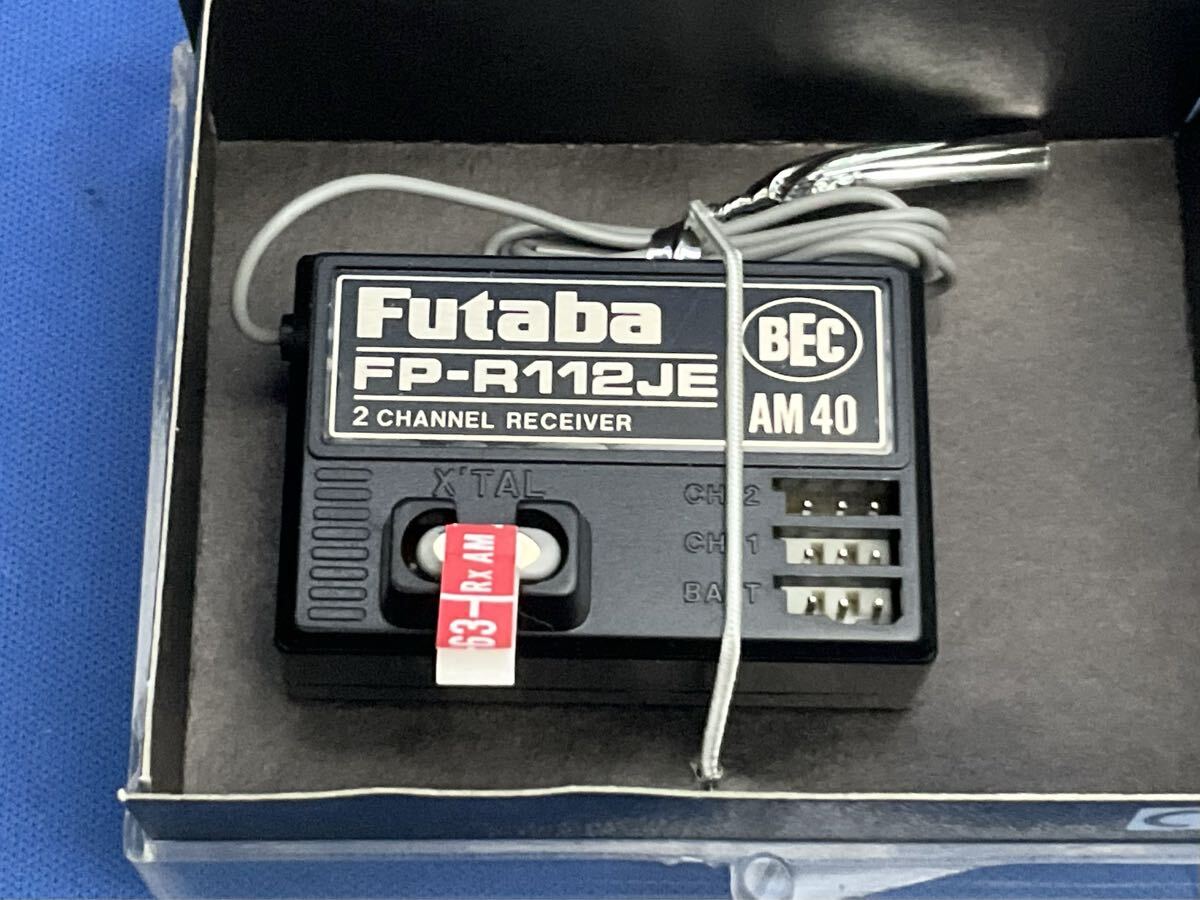 Futaba
FP-R112JE
2 CHANNEL RECEIVER
BEC
AM 40
X'TAL
CH 2
CH 1
BATT
63-
Rx AM